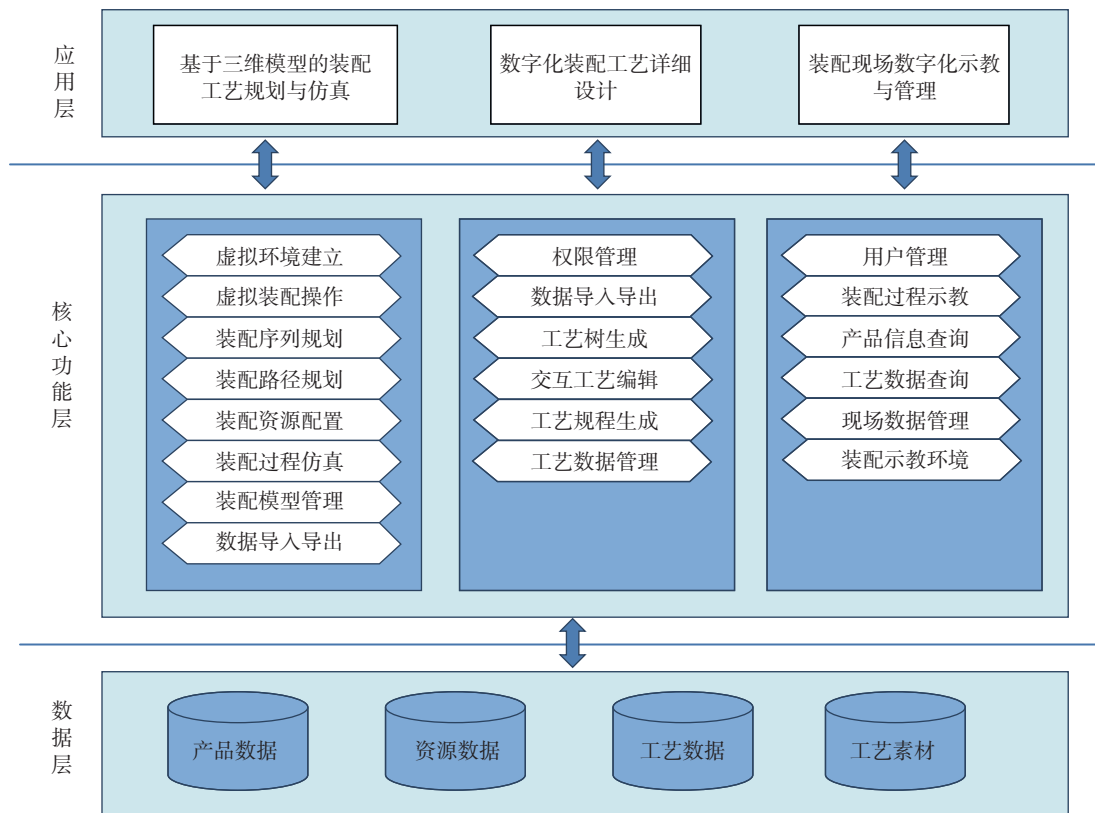 应用层
基于三维模型的装配
工艺规划与仿真
数字化装配工艺详细
设计
装配现场数字化示教
与管理
核心功能层
虚拟环境建立
虚拟装配操作
装配序列规划
装配路径规划
装配资源配置
装配过程仿真
装配模型管理
数据导入导出
权限管理
数据导入导出
工艺树生成
交互工艺编辑
工艺规程生成
工艺数据管理
用户管理
装配过程示教
产品信息查询
工艺数据查询
现场数据管理
装配示教环境
数据层
产品数据
资源数据
工艺数据
工艺素材